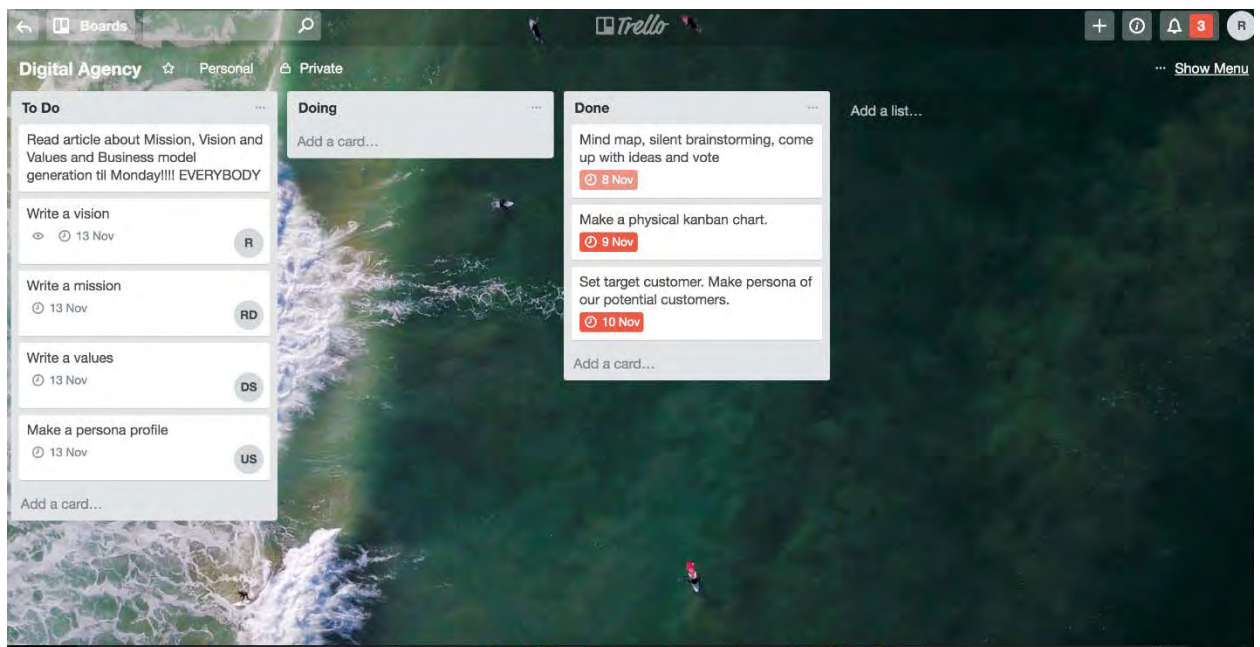 Boards
Trello
3
R
Digital Agency
Personal
Private
... Show Menu
To Do
Read article about Mission, Vision and
Values and Business model
generation til Monday!!!! EVERYBODY
Write a vision
13 Nov
R
Write a mission
13 Nov
RD
Write a values
13 Nov
DS
Make a persona profile
13 Nov
US
Add a card...
Doing
Add a card...
Done
Mind map, silent brainstorming, come
up with ideas and vote
8 Nov
Make a physical kanban chart.
9 Nov
Set target customer. Make persona of
our potential customers.
10 Nov
Add a card...
Add a list...